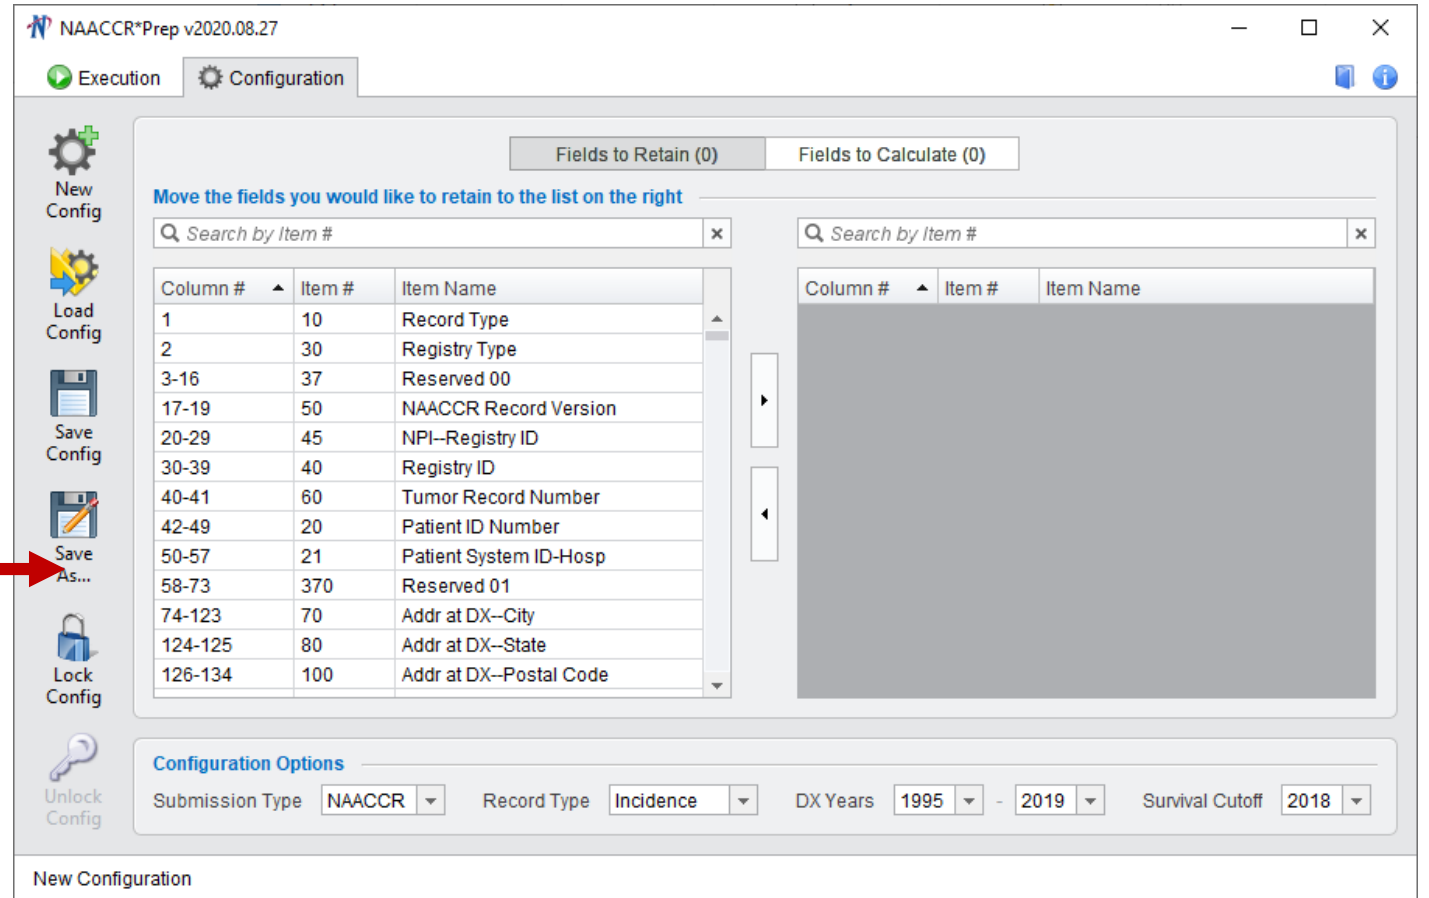 NAACCR*Prep v2020.08.27
Execution
Configuration
New
Config
Load
Config
Save
Config
Save
As...
Lock
Config
Unlock
Config
Fields to Retain (0)
Fields to Calculate (0)
Move the fields you would like to retain to the list on the right
Search by Item #
Search by Item #
Column # Item # Item Name
1 10 Record Type
2 30 Registry Type
3-16 37 Reserved 00
17-19 50 NAACCR Record Version
20-29 45 NPI--Registry ID
30-39 40 Registry ID
40-41 60 Tumor Record Number
42-49 20 Patient ID Number
50-57 21 Patient System ID-Hosp
58-73 370 Reserved 01
74-123 70 Addr at DX--City
124-125 80 Addr at DX--State
126-134 100 Addr at DX--Postal Code
Column # Item # Item Name
Configuration Options
Submission Type NAACCR Record Type Incidence DX Years 1995 - 2019 Survival Cutoff 2018
New Configuration